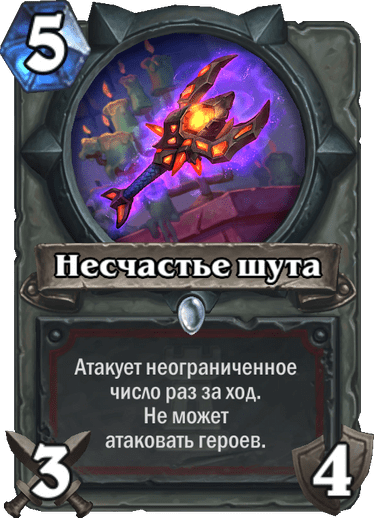 5
Несчастье шута
Атакует неограниченное
число раз за ход.
Не может
атаковать героев.
3
4